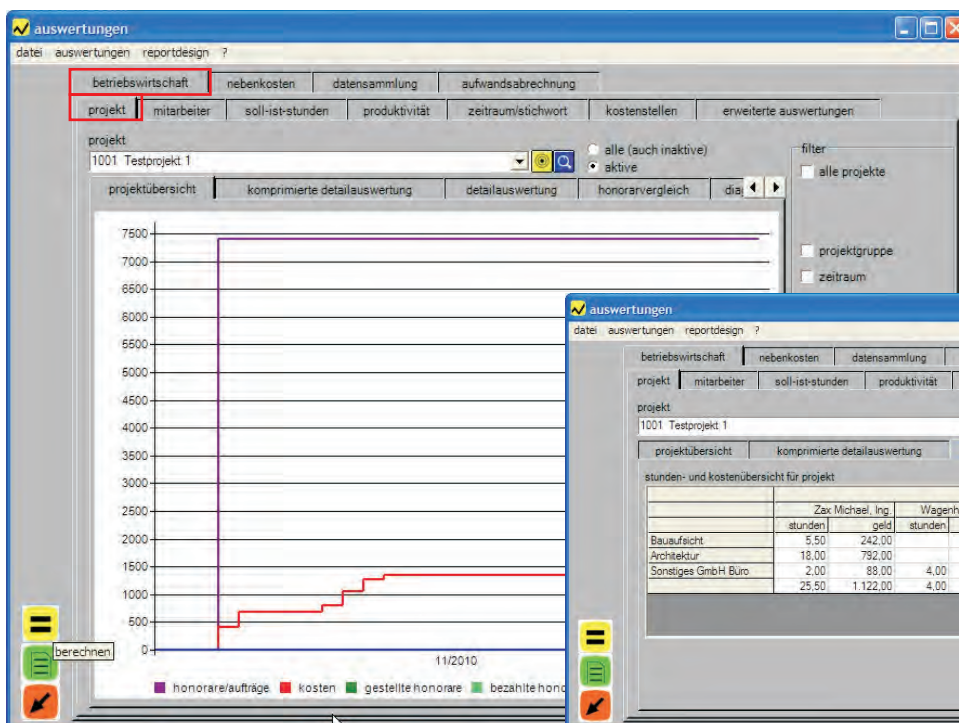 auswertungen
datei auswertungen reportdesign ?
betriebswirtschaft nebenkosten datensammlung aufwandsabrechnung
projekt mitarbeiter soll-ist-stunden produktivität zeitraum/stichwort kostenstellen erweiterte auswertungen
projekt
1001 Testprojekt 1
alle (auch inaktive)
aktive
filter
alle projekte
projektgruppe
zeitraum
projektübersicht komprimierte detailauswertung detailauswertung honorarvergleich dia
7500
7000
6500
6000
5500
5000
4500
4000
3500
3000
2500
2000
1500
1000
500
0
11/2010
honorare/aufträge kosten gestellte honorare bezahlte hono
berechnen
auswertungen
datei auswertungen reportdesign ?
betriebswirtschaft nebenkosten datensammlung
projekt mitarbeiter soll-ist-stunden produktivität
projekt
1001 Testprojekt 1
projektübersicht komprimierte detailauswertung
stunden- und kostenübersicht für projekt
Zax Michael, Ing. Wagenh
stunden geld stunden
Bauaufsicht 5,50 242,00
Architektur 18,00 792,00
Sonstiges GmbH Büro 2,00 88,00 4,00
25,50 1.122,00 4,00